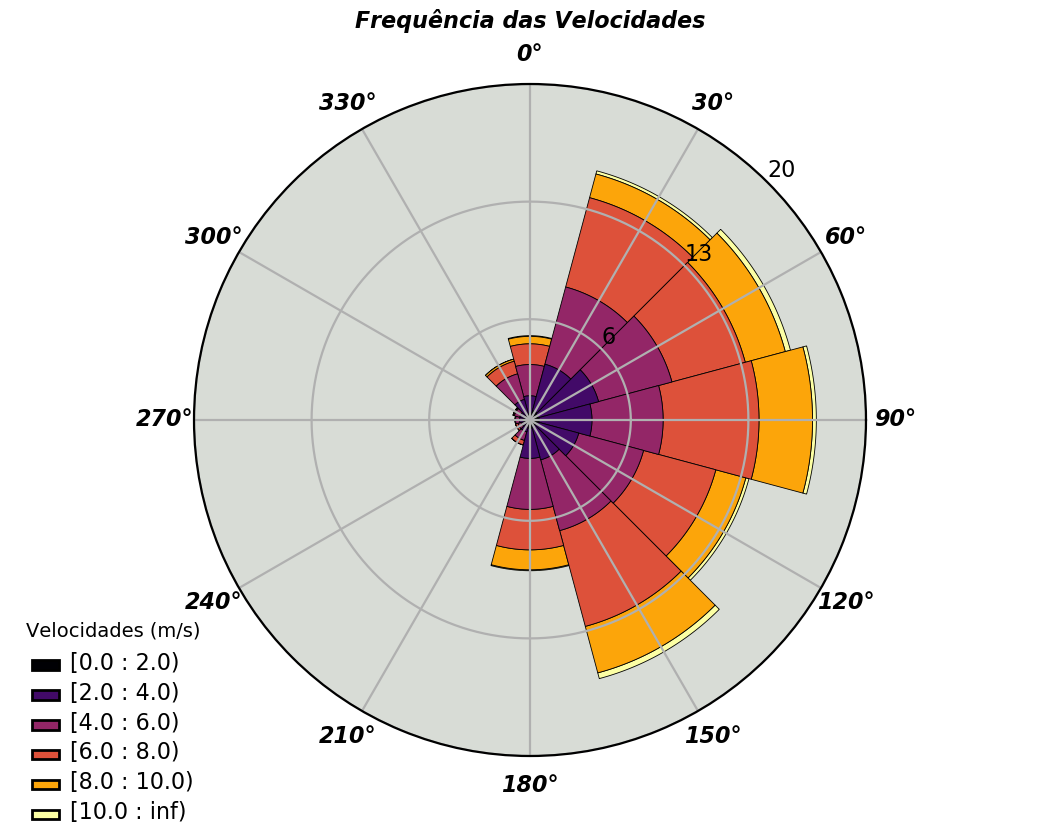 Frequência das Velocidades
0°
330°
30°
20
300°
60°
13
6
270°
90°
240°
120°
210°
150°
180°
Velocidades (m/s)
[0.0 : 2.0)
[2.0 : 4.0)
[4.0 : 6.0)
[6.0 : 8.0)
[8.0 : 10.0)
[10.0 : inf)